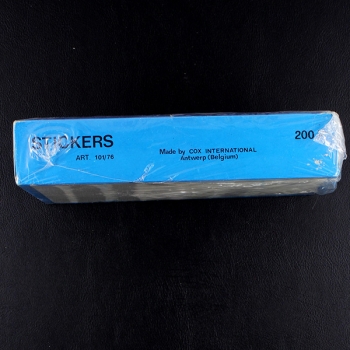 STICKERS
ART. 101/76
Made by COX INTERNATIONAL
Antwerp (Belgium)
200